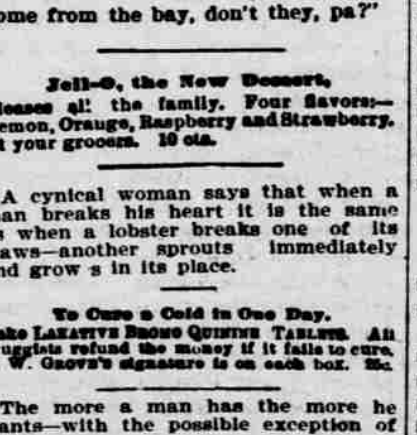 ome from the bay, don't they, pa?"
Jell-O, the New Dessert,
leases all the family. Four flavors:—
emon, Orange, Raspberry and Strawberry.
t your grocers. 10 cts.
A cynical woman says that when a
an breaks his heart it is the same
s when a lobster breaks one of its
aws—another sprouts immediately
nd grow s in its place.
To Cure a Cold in One Day.
ake LAXATIVE BROMO QUININE TABLETS. All
uggists refund the money if it fails to cure.
W. GROVE'S signature is on each box. 25c.
The more a man has the more he
ants—with the possible exception of